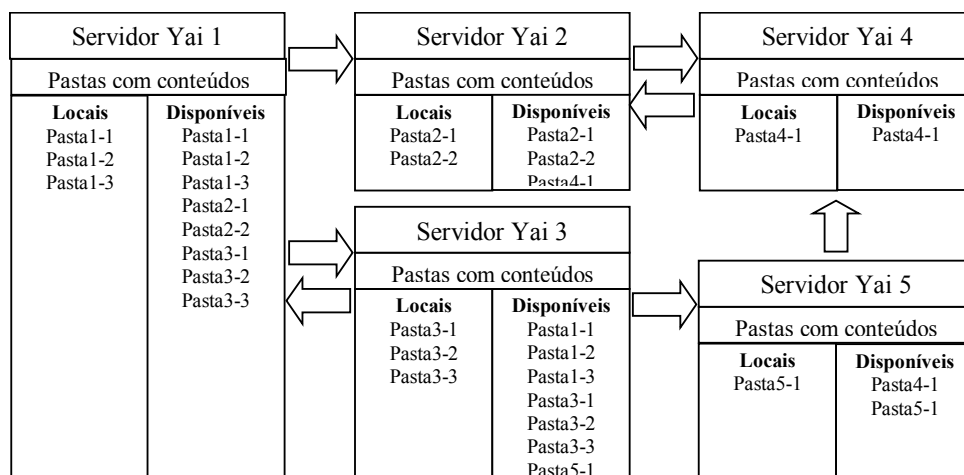 Servidor Yai 1
Pastas com conteúdos
Locais
Pasta1-1
Pasta1-2
Pasta1-3
Disponíveis
Pasta1-1
Pasta1-2
Pasta1-3
Pasta2-1
Pasta2-2
Pasta3-1
Pasta3-2
Pasta3-3
Servidor Yai 2
Pastas com conteúdos
Locais
Pasta2-1
Pasta2-2
Disponíveis
Pasta2-1
Pasta2-2
Pasta4-1
Servidor Yai 4
Pastas com conteúdos
Locais
Pasta4-1
Disponíveis
Pasta4-1
Servidor Yai 3
Pastas com conteúdos
Locais
Pasta3-1
Pasta3-2
Pasta3-3
Disponíveis
Pasta1-1
Pasta1-2
Pasta1-3
Pasta3-1
Pasta3-2
Pasta3-3
Pasta5-1
Servidor Yai 5
Pastas com conteúdos
Locais
Pasta5-1
Disponíveis
Pasta4-1
Pasta5-1